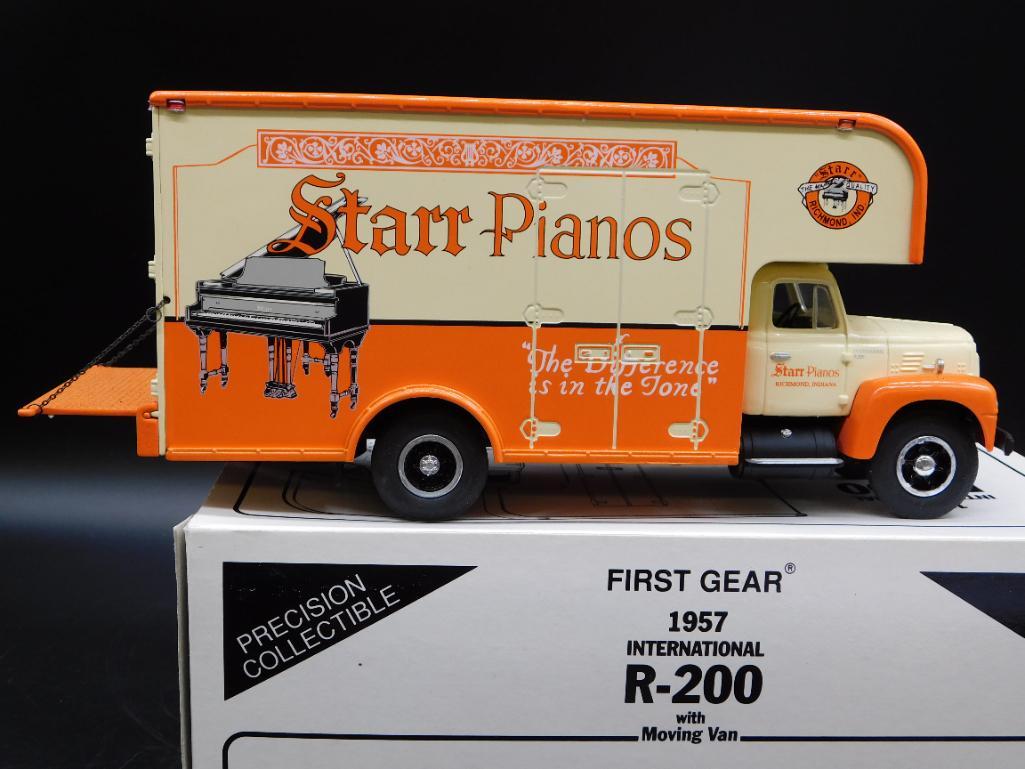 Starr Pianos
"The Difference
is in the Tone"
Starr
THE QUALITY
RICHMOND, IND.
Starr Pianos
RICHMOND, INDIANA
PRECISION
COLLECTIBLE
FIRST GEAR®
1957
INTERNATIONAL
R-200
with
Moving Van